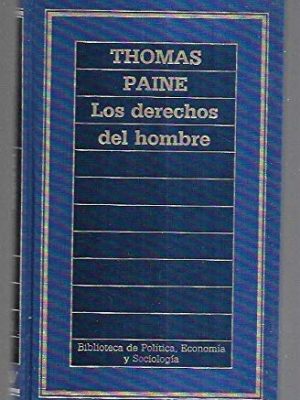 THOMAS
PAINE
Los derechos
del hombre
Biblioteca de Política, Economía
y Sociología